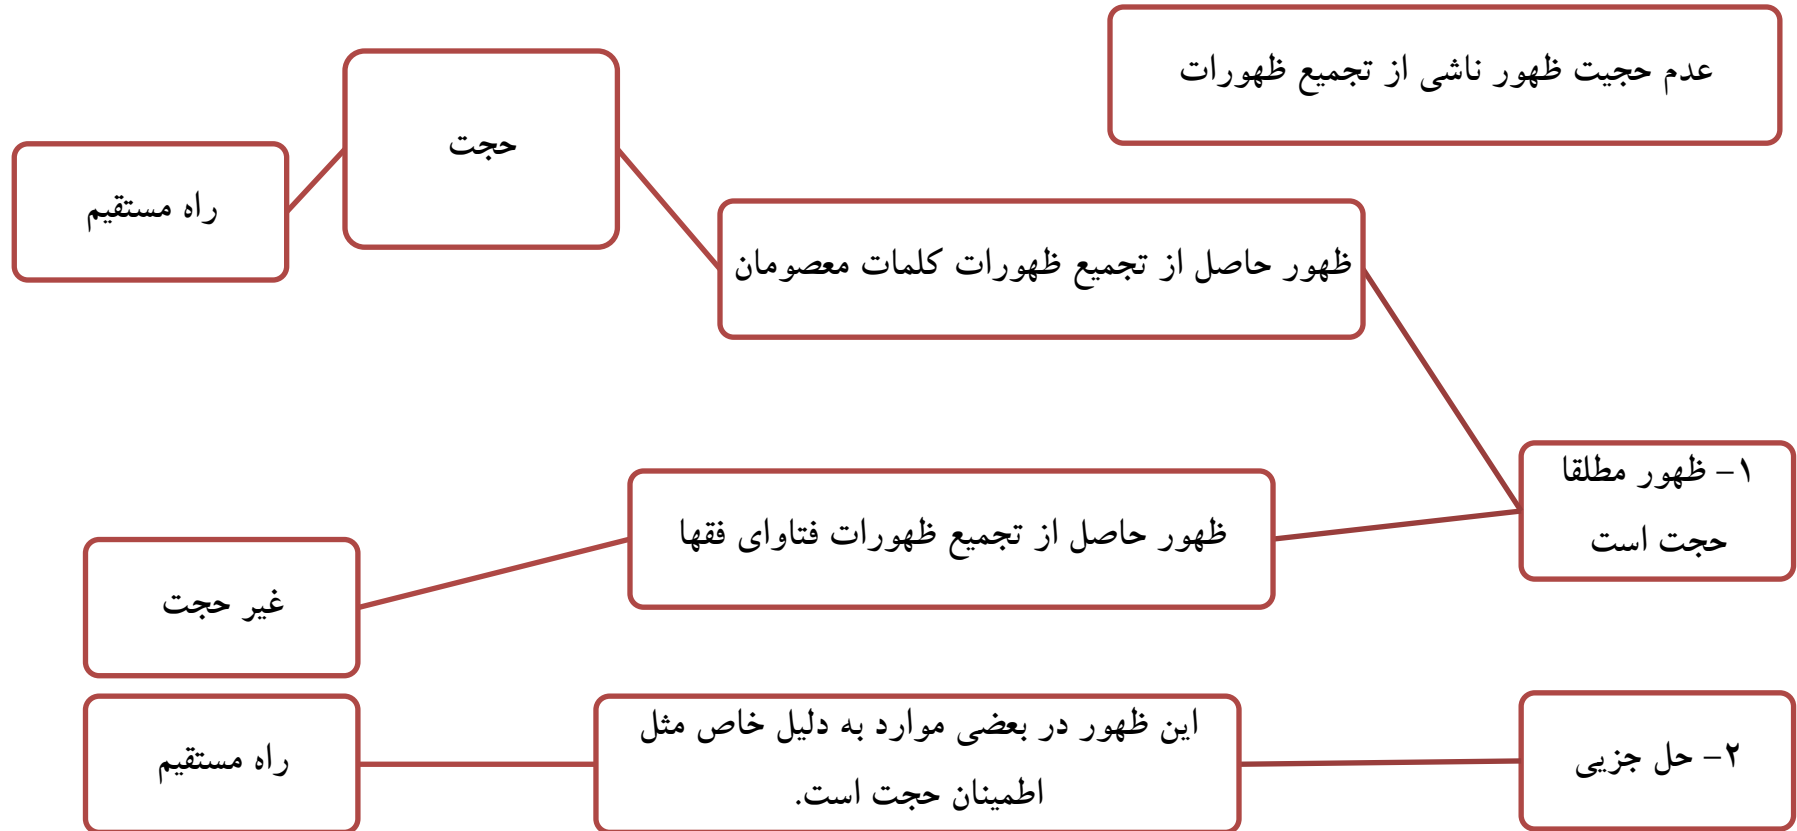 عدم حجیت ظهور ناشی از تجمیع ظهورات
۱- ظهور مطلقا
حجت است
ظهور حاصل از تجمیع ظهورات کلمات معصومان
حجت
راه مستقیم
ظهور حاصل از تجمیع ظهورات فتاوای فقها
غیر حجت
۲- حل جزیی
این ظهور در بعضی موارد به دلیل خاص مثل
اطمینان حجت است.
راه مستقیم